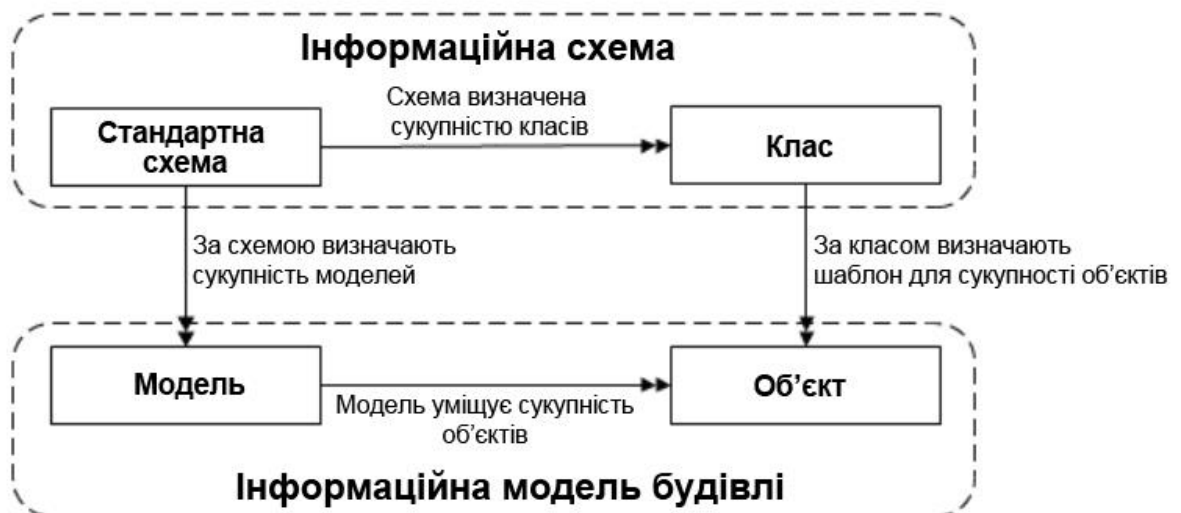 Інформаційна схема
Схема визначена
сукупністю класів
Стандартна
схема
Клас
За схемою визначають
сукупність моделей
За класом визначають
шаблон для сукупності об’єктів
Модель
Об’єкт
Модель уміщує сукупність
об’єктів
Інформаційна модель будівлі